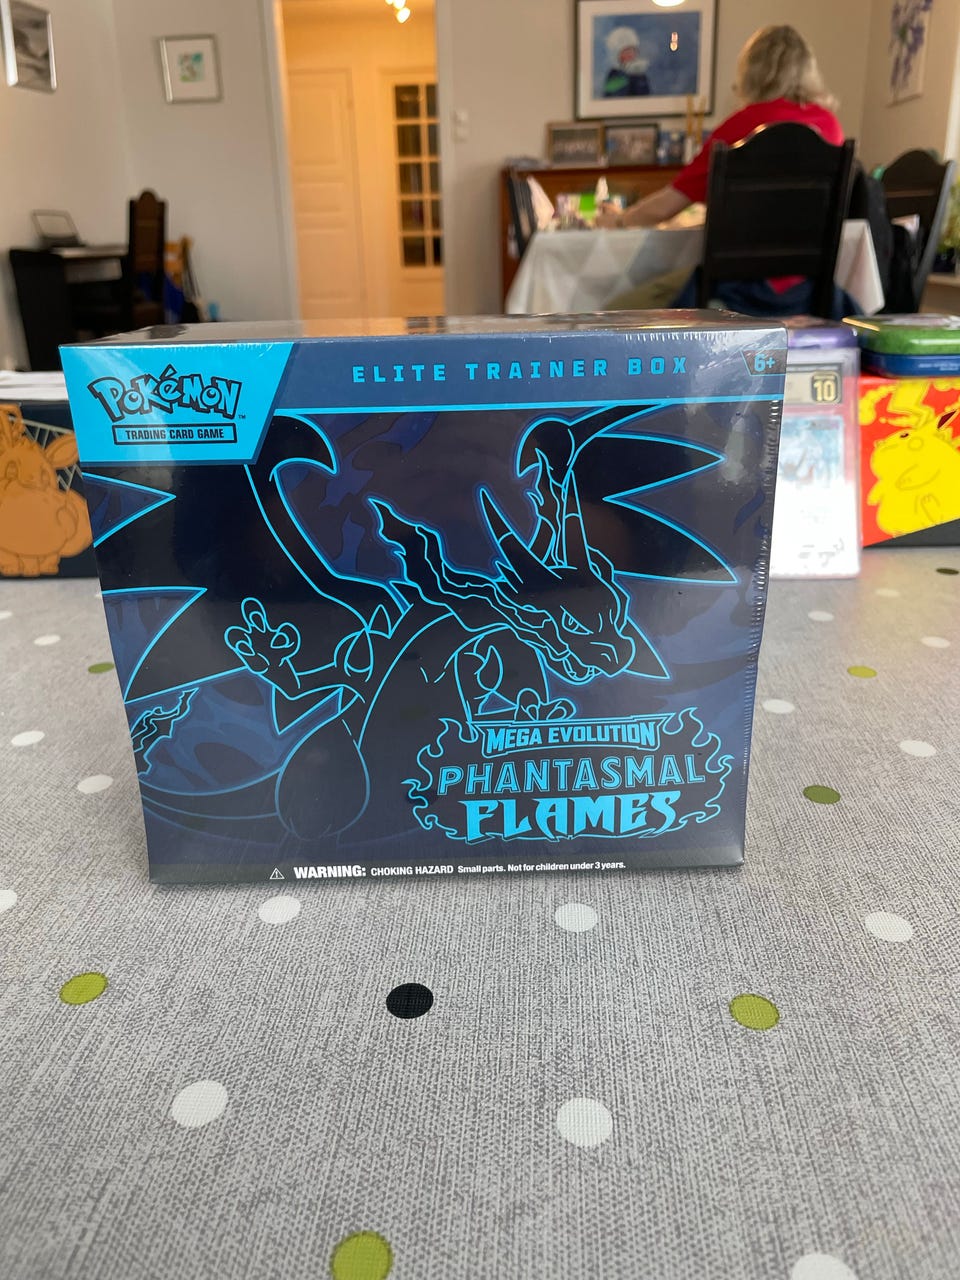 ELITE TRAINER BOX
6+
POKéMON
TM
TRADING CARD GAME
10
MEGA EVOLUTION
PHANTASMAL
FLAMES
⚠ WARNING: CHOKING HAZARD Small parts. Not for children under 3 years.